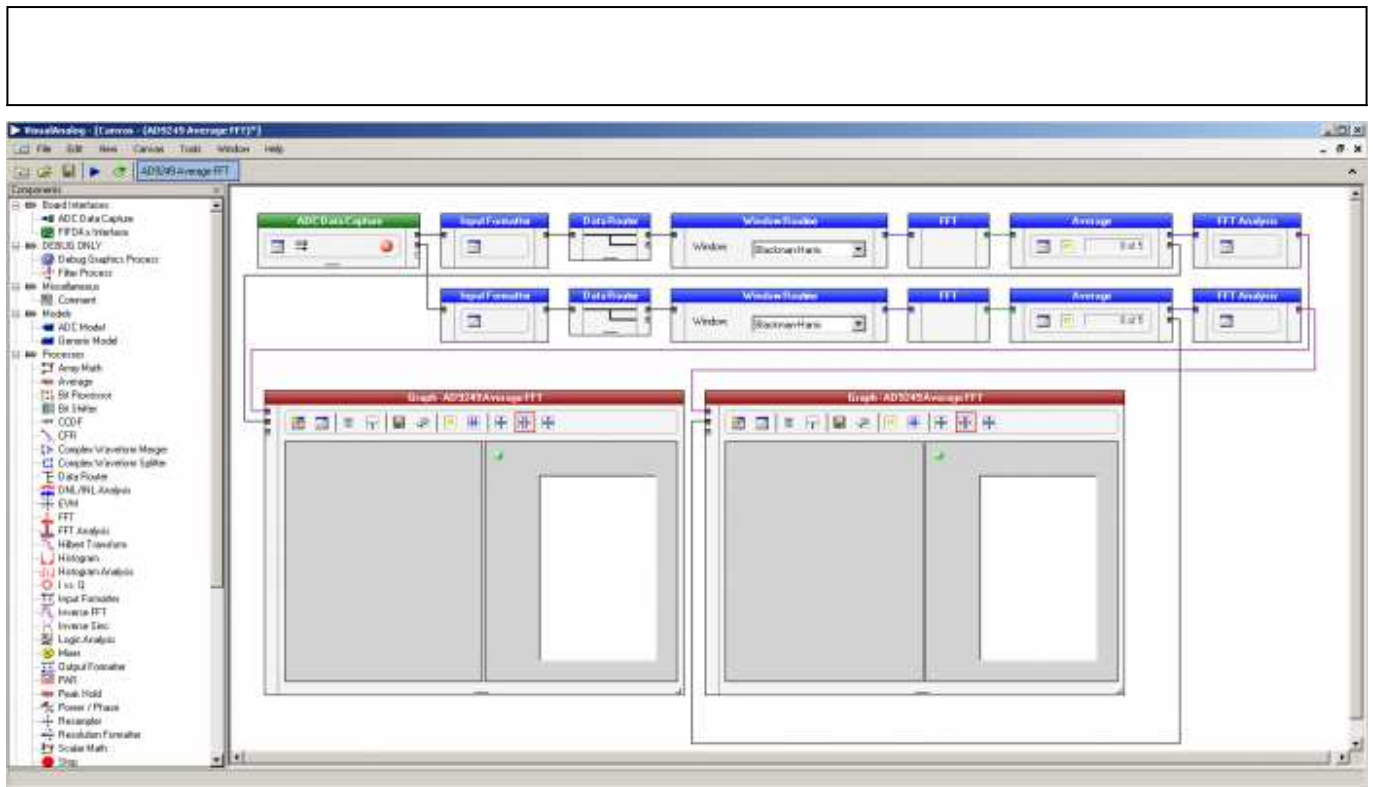 VisualAnalog - [Canvas - (AD9249 Average FFT)*]
File Edit View Canvas Tools Window Help
AD9249 Average FFT
Components
Board Interfaces
ADC Data Capture
FIFO4.x Interface
DEBUG ONLY
Debug Graphics Process
Filter Process
Miscellaneous
Comment
Models
ADC Model
Generic Model
Processes
Array Math
Average
Bit Processor
Bit Shifter
CCDF
CFR
Complex Waveform Merger
Complex Waveform Splitter
Data Router
DNL/INL Analysis
EVM
FFT
FFT Analysis
Hilbert Transform
Histogram
Histogram Analysis
I vs. Q
Input Formatter
Inverse FFT
Inverse Sinc
Logic Analysis
Mixer
Output Formatter
PAR
Peak Hold
Power / Phase
Resampler
Resolution Formatter
Scalar Math
Stop
ADC Data Capture Input Formatter Data Router Window Routine FFT Average FFT Analysis
Window Blackman Harris 0 of 5
Input Formatter Data Router Window Routine FFT Average FFT Analysis
Window Blackman Harris 0 of 5
Graph - AD9249 Average FFT Graph - AD9249 Average FFT